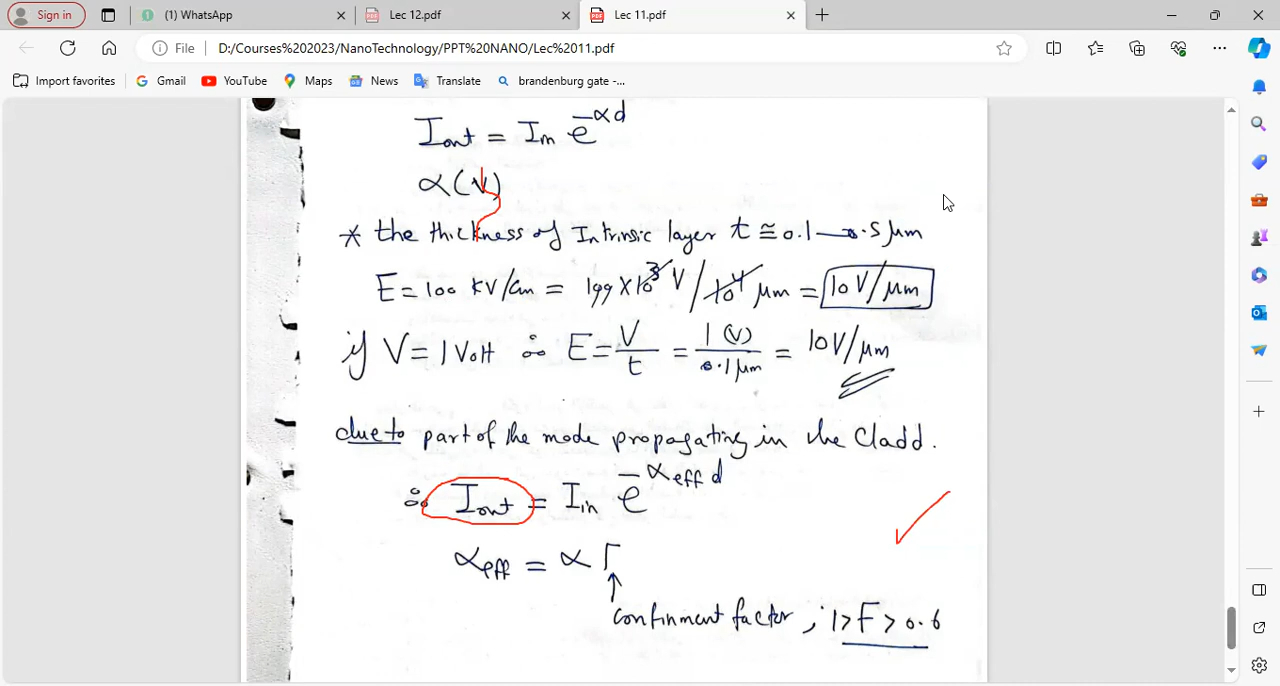 Sign in
(1) WhatsApp
Lec 12.pdf
Lec 11.pdf
File D:/Courses%202023/NanoTechnology/PPT%20NANO/Lec%2011.pdf
Import favorites Gmail YouTube Maps News Translate brandenburg gate -...
Iout = Iin e^-αd
α(V)
* the thickness of Intrinsic layer t ≅ 0.1 — 0.5 μm
E = 100 KV/cm = 100 X 10^3 V / 10^4 μm = 10 V/μm
if V = 1 Volt ∴ E = V/t = 1 (V)/0.1 μm = 10 V/μm
due to part of the mode propagating in the Cladd.
∴ Iout = Iin e^-αeff d
αeff = α Γ
confinment factor ; 1 > Γ > 0.6